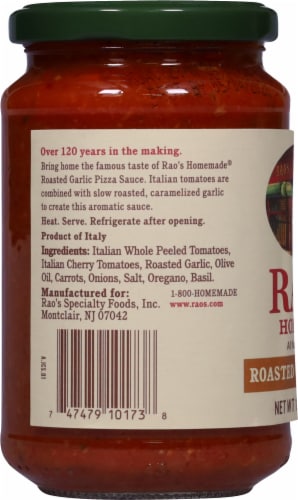 Over 120 years in the making.
Bring home the famous taste of Rao's Homemade®
Roasted Garlic Pizza Sauce. Italian tomatoes are
combined with slow roasted, caramelized garlic
to create this aromatic sauce.
Heat. Serve. Refrigerate after opening.
Product of Italy
Ingredients: Italian Whole Peeled Tomatoes,
Italian Cherry Tomatoes, Roasted Garlic, Olive
Oil, Carrots, Onions, Salt, Oregano, Basil.
Manufactured for: 1-800-HOMEMADE
Rao's Specialty Foods, Inc. www.raos.com
Montclair, NJ 07042
7 47479 10173 8
RA
HO
ROASTED
NET W